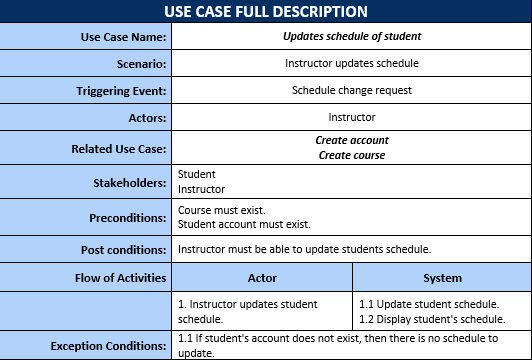 USE CASE FULL DESCRIPTION
Use Case Name: Updates schedule of student
Scenario: Instructor updates schedule
Triggering Event: Schedule change request
Actors: Instructor
Related Use Case: Create account
Create course
Stakeholders: Student
Instructor
Preconditions: Course must exist.
Student account must exist.
Post conditions: Instructor must be able to update students schedule.
Flow of Activities Actor System
1. Instructor updates student
schedule.
1.1 Update student schedule.
1.2 Display student's schedule.
Exception Conditions: 1.1 If student's account does not exist, then there is no schedule to
update.